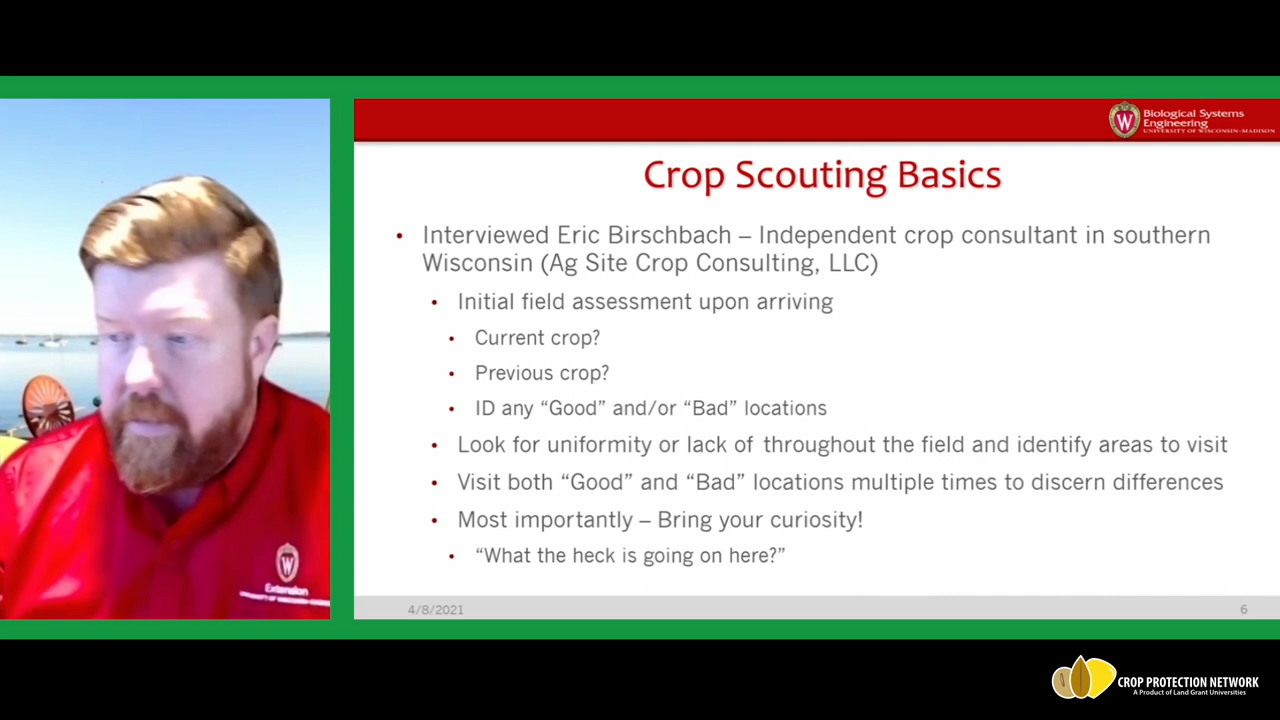 Biological Systems
Engineering
UNIVERSITY OF WISCONSIN-MADISON
Crop Scouting Basics
• Interviewed Eric Birschbach – Independent crop consultant in southern
Wisconsin (Ag Site Crop Consulting, LLC)
• Initial field assessment upon arriving
• Current crop?
• Previous crop?
• ID any “Good” and/or “Bad” locations
• Look for uniformity or lack of throughout the field and identify areas to visit
• Visit both “Good” and “Bad” locations multiple times to discern differences
• Most importantly – Bring your curiosity!
• “What the heck is going on here?”
4/8/2021
6
W
W
Extension
CROP PROTECTION NETWORK
A Product of Land Grant Universities